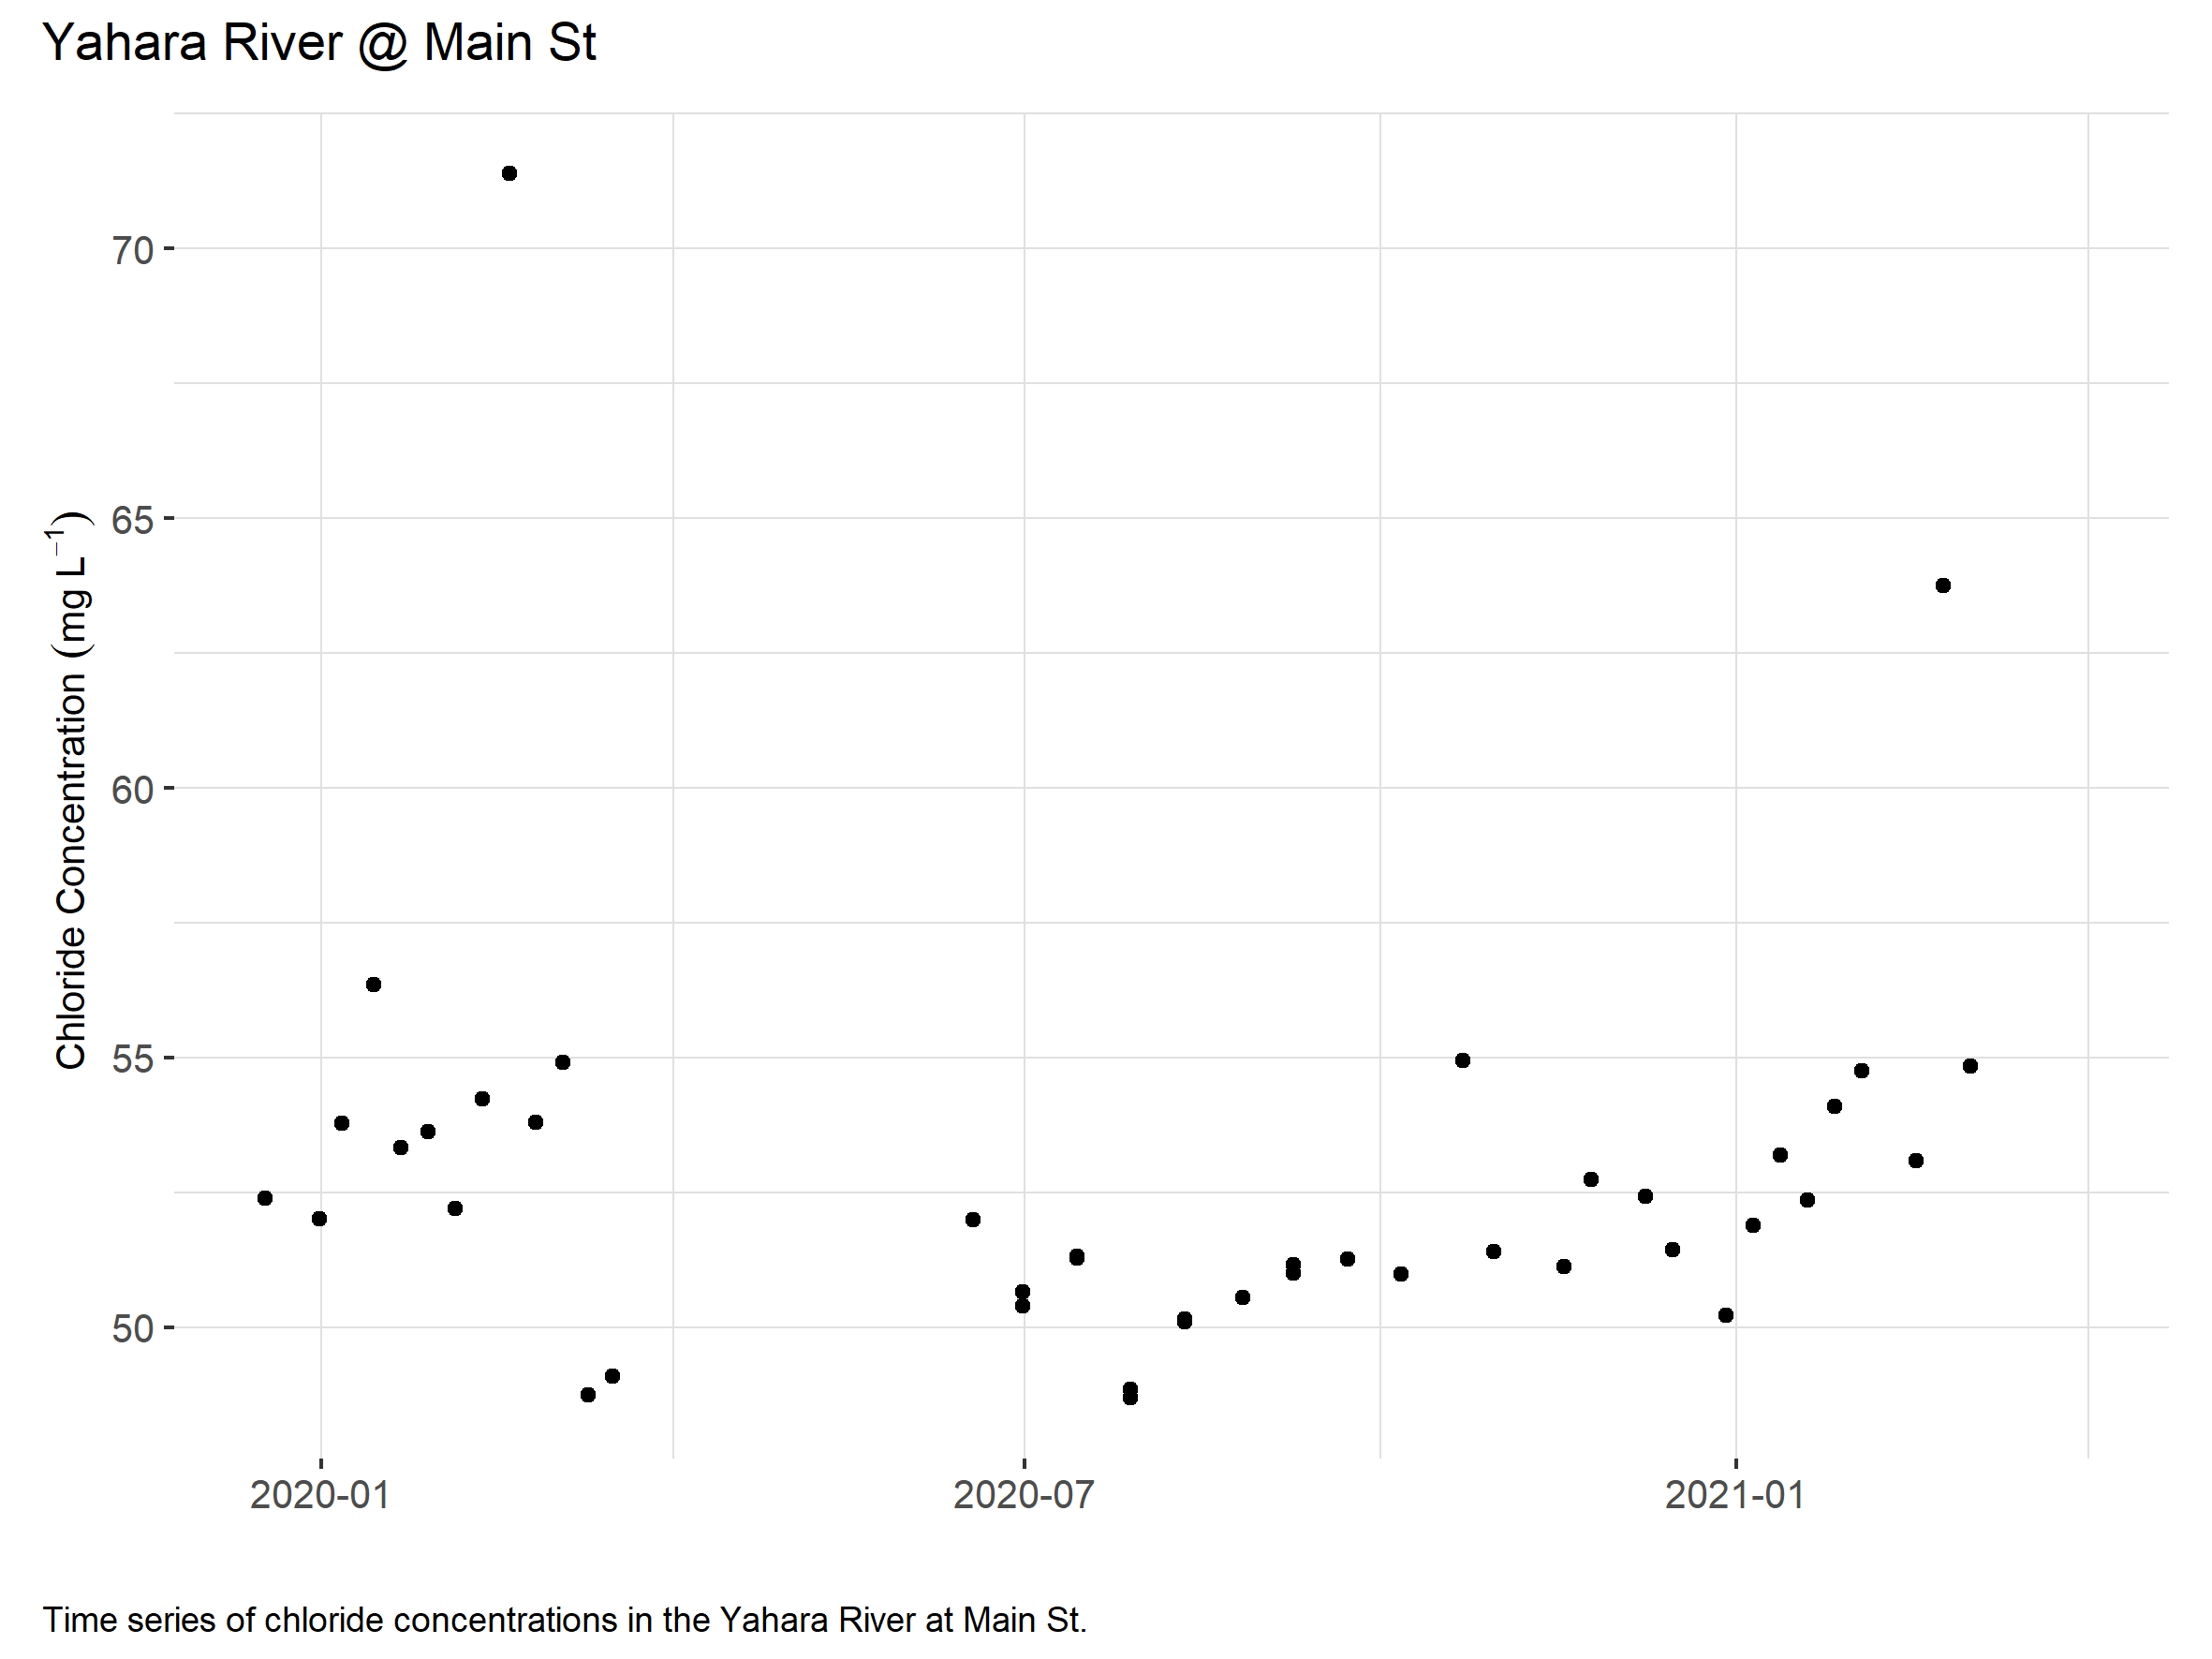 Yahara River @ Main St
Chloride Concentration (mg L⁻¹)
70
65
60
55
50
2020-01
2020-07
2021-01
Time series of chloride concentrations in the Yahara River at Main St.